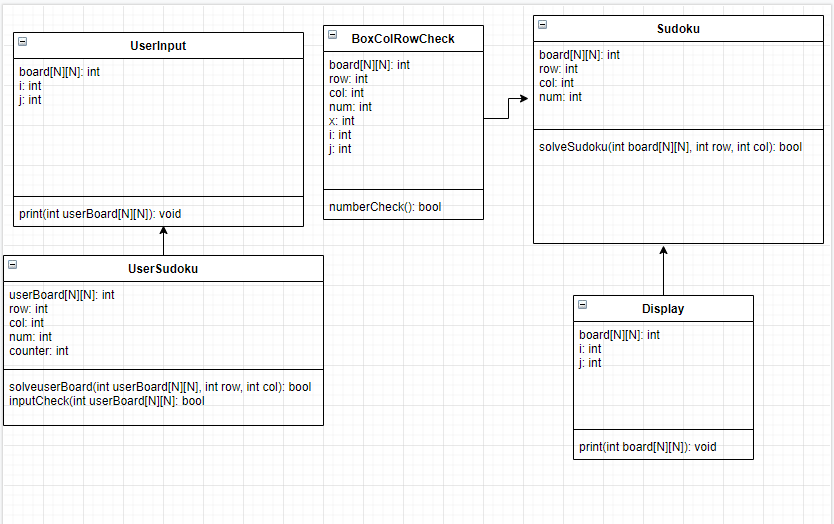 UserInput
board[N][N]: int
i: int
j: int
print(int userBoard[N][N]): void
BoxColRowCheck
board[N][N]: int
row: int
col: int
num: int
x: int
i: int
j: int
numberCheck(): bool
Sudoku
board[N][N]: int
row: int
col: int
num: int
solveSudoku(int board[N][N], int row, int col): bool
UserSudoku
userBoard[N][N]: int
row: int
col: int
num: int
counter: int
solveuserBoard(int userBoard[N][N], int row, int col): bool
inputCheck(int userBoard[N][N]: bool
Display
board[N][N]: int
i: int
j: int
print(int board[N][N]): void